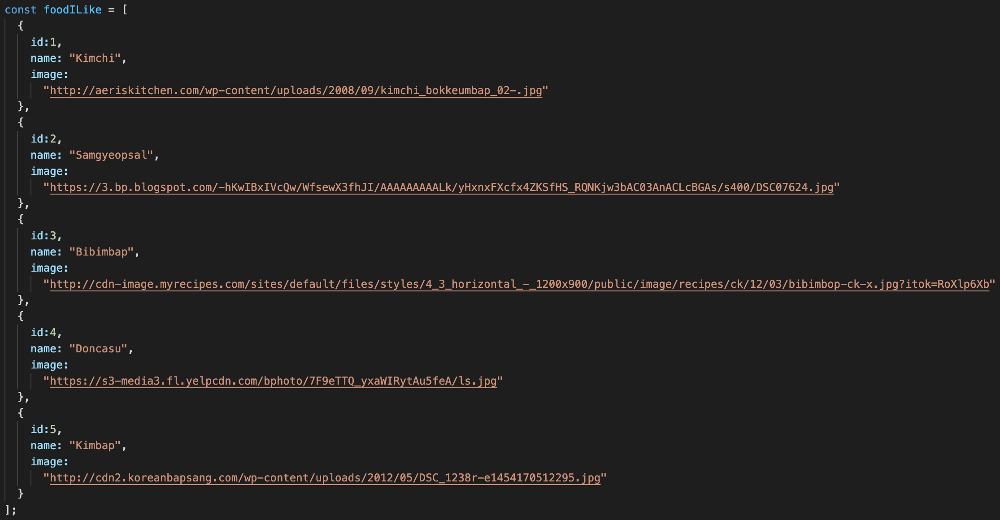 const foodILike = [
{
id:1,
name: "Kimchi",
image:
"http://aeriskitchen.com/wp-content/uploads/2008/09/kimchi_bokkeumbap_02-.jpg"
},
{
id:2,
name: "Samgyeopsal",
image:
"https://3.bp.blogspot.com/-hKwIBxIVcQw/WfsewX3fhJI/AAAAAAAAALk/yHxnxFXcfx4ZKSfHS_RQNKjw3bAC03AnACLcBGAs/s400/DSC07624.jpg"
},
{
id:3,
name: "Bibimbap",
image:
"http://cdn-image.myrecipes.com/sites/default/files/styles/4_3_horizontal_-_1200x900/public/image/recipes/ck/12/03/bibimbop-ck-x.jpg?itok=RoXlp6Xb"
},
{
id:4,
name: "Doncasu",
image:
"https://s3-media3.fl.yelpcdn.com/bphoto/7F9eTTQ_yxaWIRytAu5feA/ls.jpg"
},
{
id:5,
name: "Kimbap",
image:
"http://cdn2.koreanbapsang.com/wp-content/uploads/2012/05/DSC_1238r-e1454170512295.jpg"
}
];